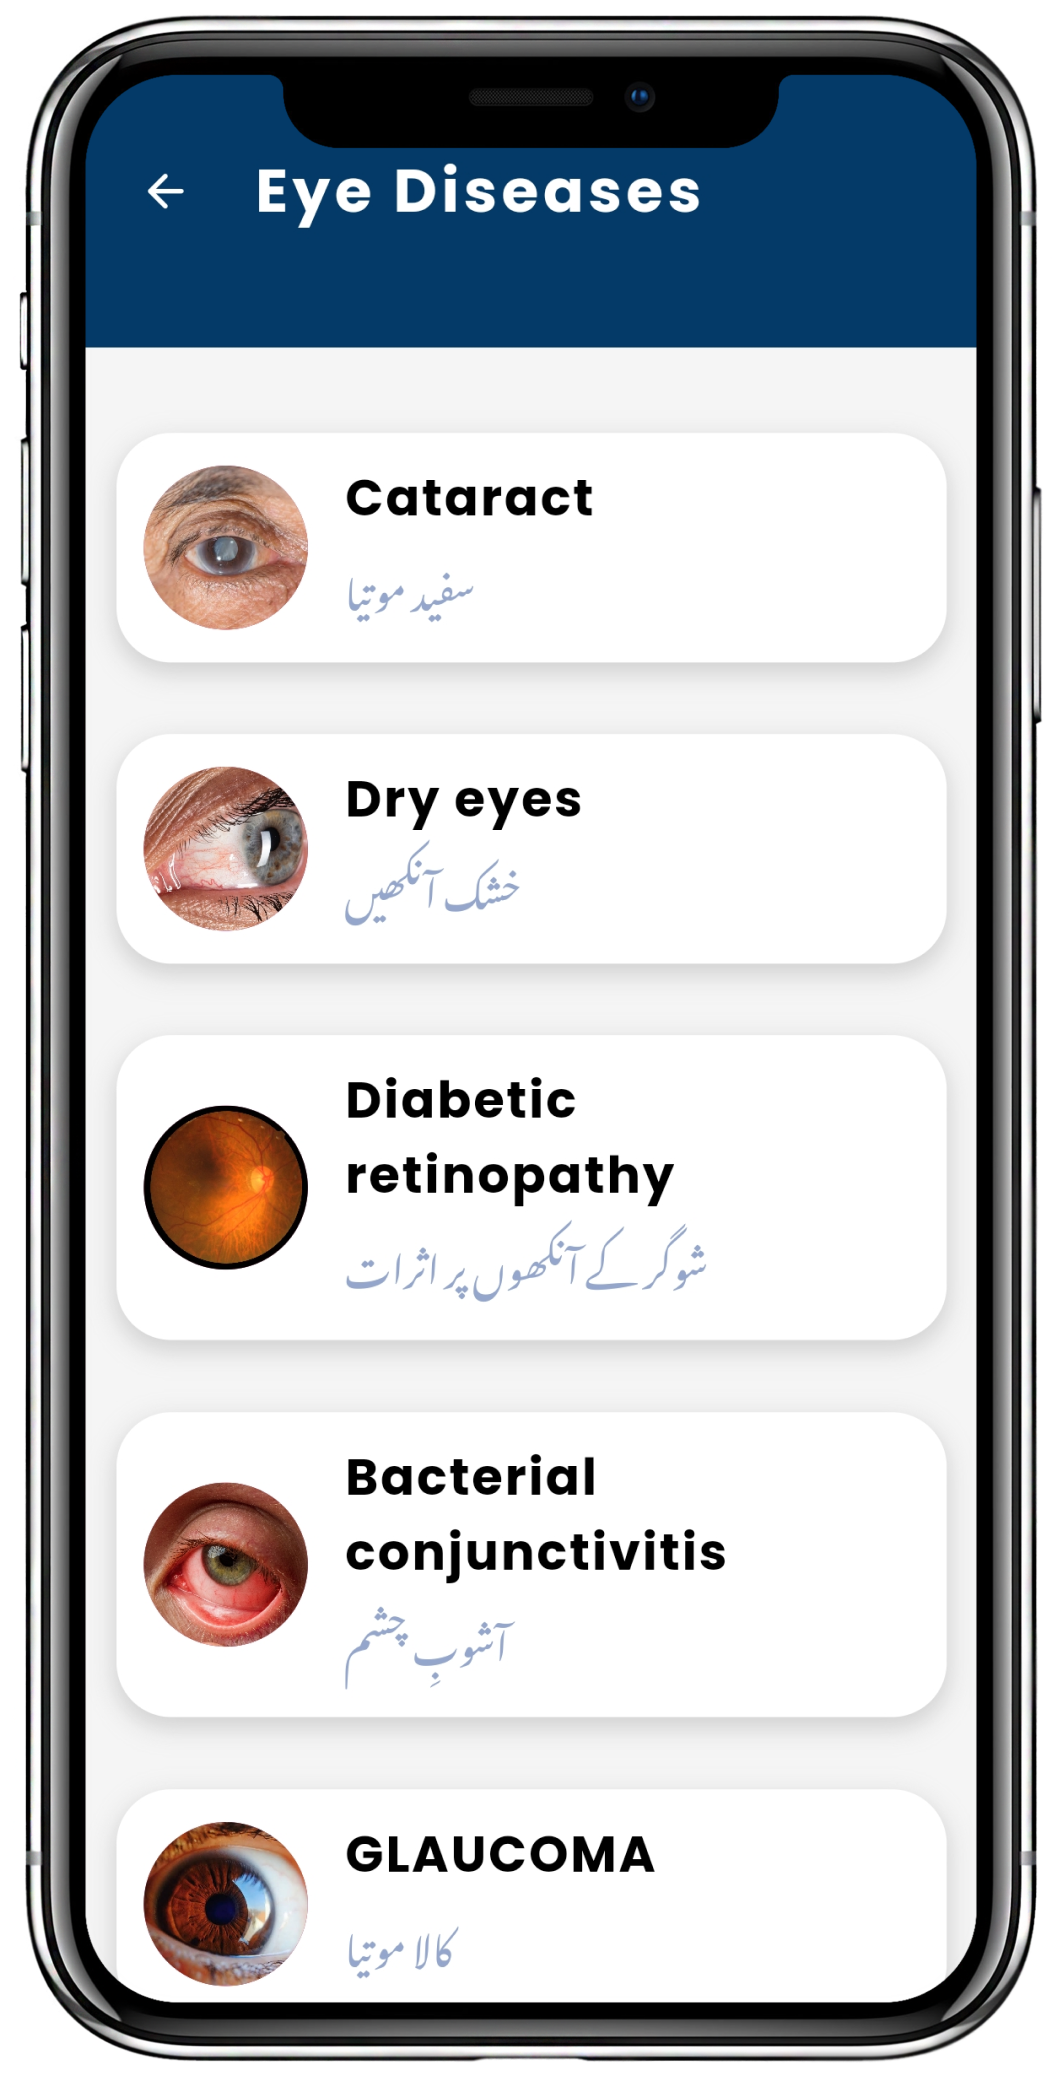 Eye Diseases
Cataract
سفید موتیا
Dry eyes
خشک آنکھیں
Diabetic
retinopathy
شوگر کے آنکھوں پر اثرات
Bacterial
conjunctivitis
آشوبِ چشم
GLAUCOMA
کالا موتیا